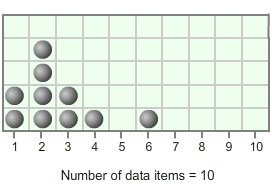 1 2 3 4 5 6 7 8 9 10
Number of data items = 10